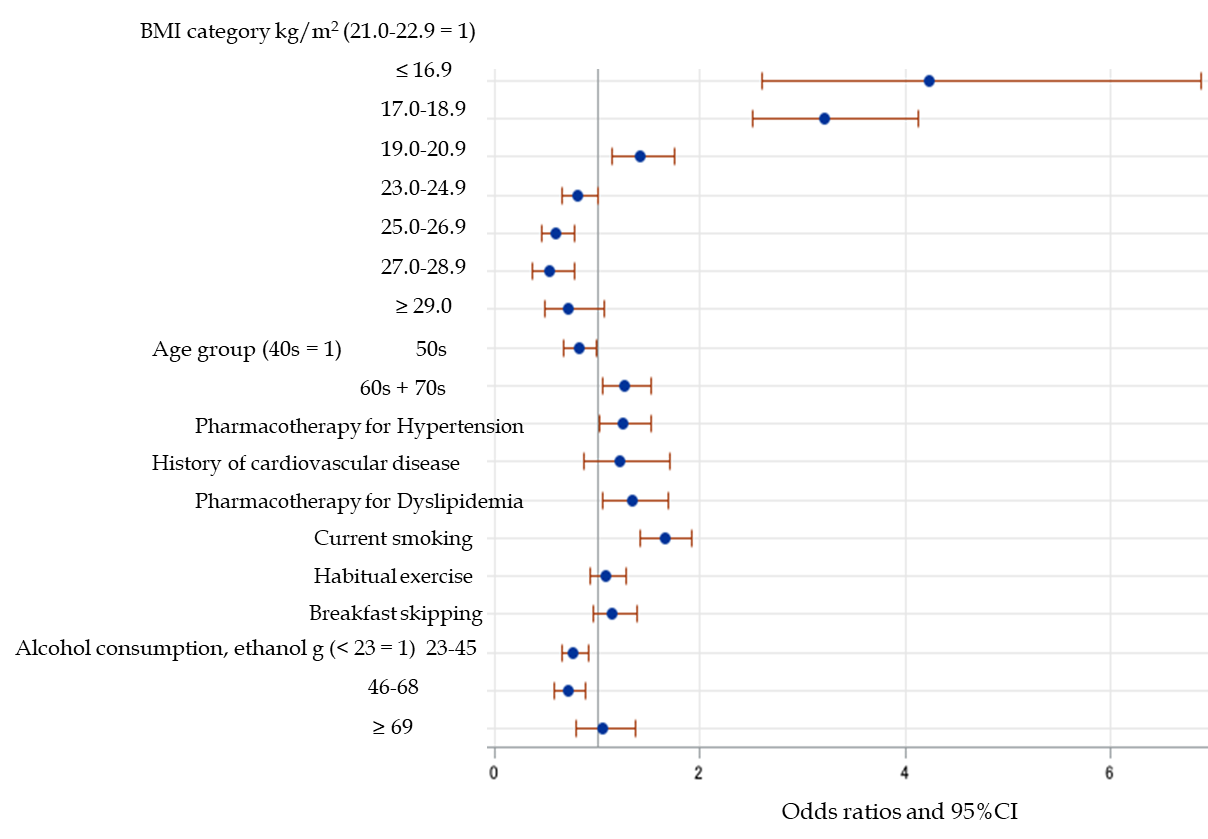 BMI category kg/m² (21.0-22.9 = 1)
≤ 16.9
17.0-18.9
19.0-20.9
23.0-24.9
25.0-26.9
27.0-28.9
≥ 29.0
Age group (40s = 1) 50s
60s + 70s
Pharmacotherapy for Hypertension
History of cardiovascular disease
Pharmacotherapy for Dyslipidemia
Current smoking
Habitual exercise
Breakfast skipping
Alcohol consumption, ethanol g (< 23 = 1) 23-45
46-68
≥ 69
0 2 4 6
Odds ratios and 95%CI